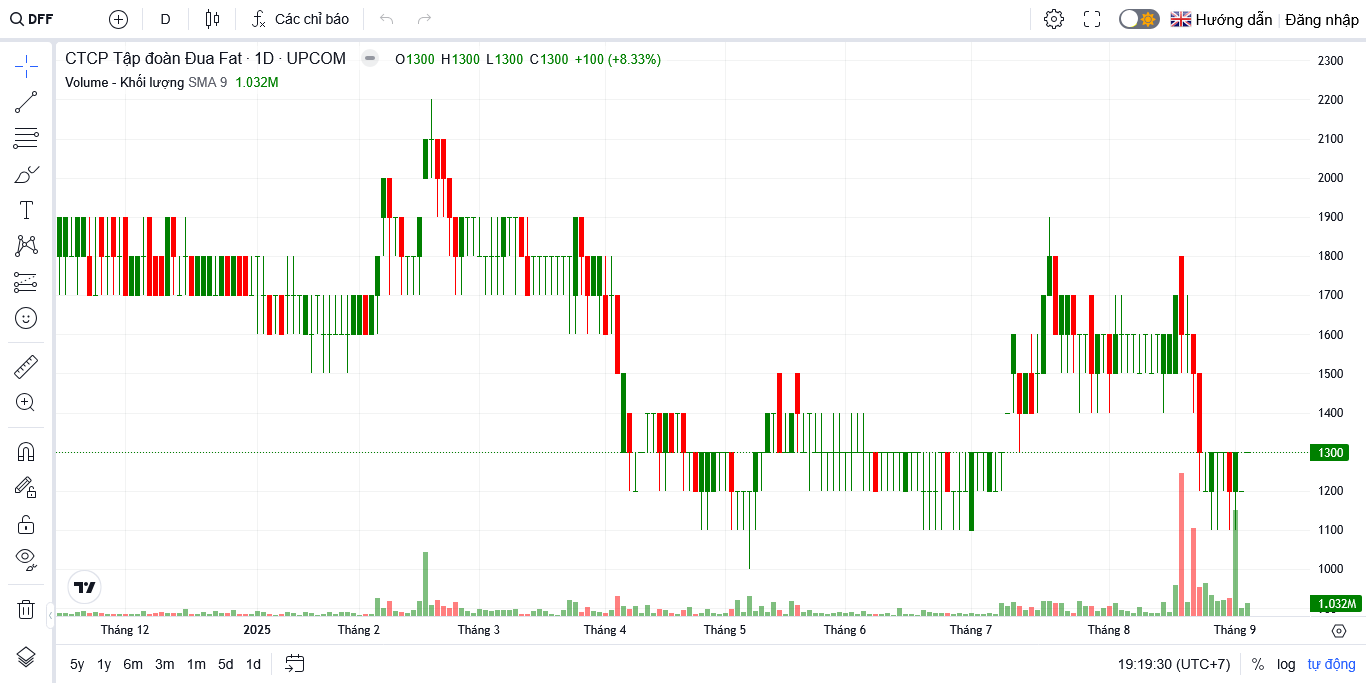 DFF D Các chỉ báo Hướng dẫn Đăng nhập
CTCP Tập đoàn Đua Fat · 1D · UPCOM O1300 H1300 L1300 C1300 +100 (+8.33%)
Volume - Khối lượng SMA 9 1.032M
2300
2200
2100
2000
1900
1800
1700
1600
1500
1400
1300
1200
1100
1000
1.032M
Tháng 12 2025 Tháng 2 Tháng 3 Tháng 4 Tháng 5 Tháng 6 Tháng 7 Tháng 8 Tháng 9
5y 1y 6m 3m 1m 5d 1d 19:19:30 (UTC+7) % log tự động